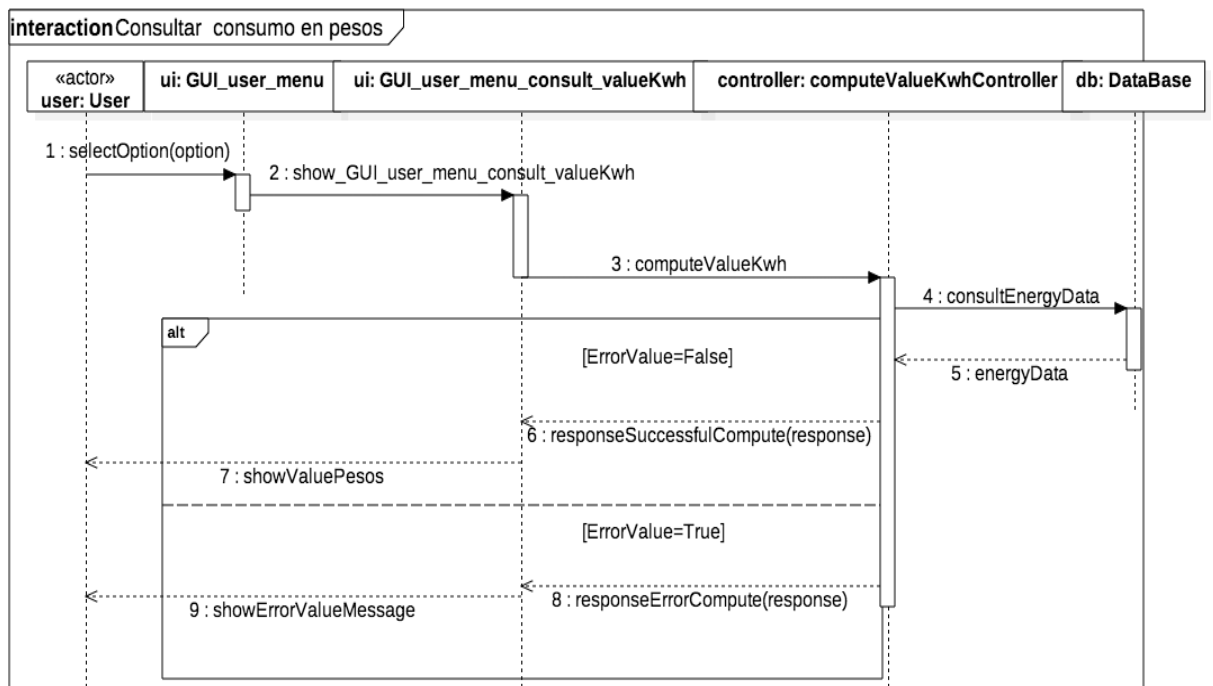 interaction Consultar consumo en pesos
«actor»
user: User
ui: GUI_user_menu
ui: GUI_user_menu_consult_valueKwh
controller: computeValueKwhController
db: DataBase
1 : selectOption(option)
2 : show_GUI_user_menu_consult_valueKwh
3 : computeValueKwh
4 : consultEnergyData
alt
[ErrorValue=False]
5 : energyData
6 : responseSuccessfulCompute(response)
7 : showValuePesos
[ErrorValue=True]
8 : responseErrorCompute(response)
9 : showErrorValueMessage